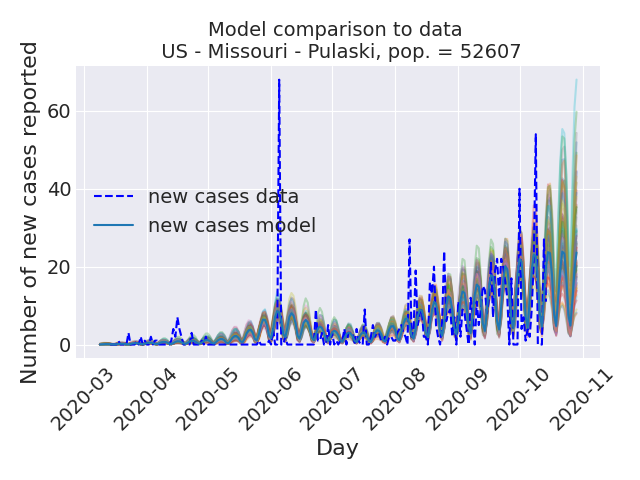 Model comparison to data
US - Missouri - Pulaski, pop. = 52607
Number of new cases reported
60
40
20
0
new cases data
new cases model
2020-03
2020-04
2020-05
2020-06
2020-07
2020-08
2020-09
2020-10
2020-11
Day